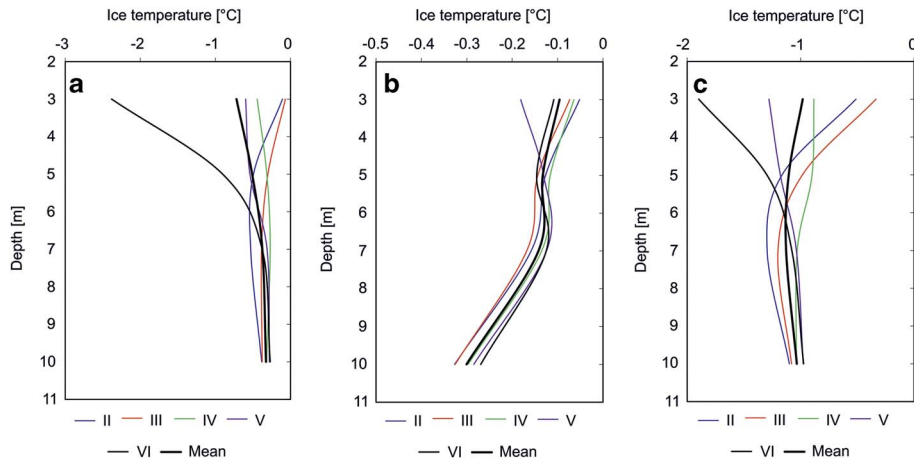 Ice temperature [°C]
-3 -1 0
2
3
4
5
6
7
8
9
10
11
Depth [m]
a
II III IV V
VI Mean
Ice temperature [°C]
-0.5 -0.4 -0.3 -0.2 -0.1 0
2
3
4
5
6
7
8
9
10
11
Depth [m]
b
II III IV V
VI Mean
Ice temperature [°C]
-2 -1 0
2
3
4
5
6
7
8
9
10
11
Depth [m]
c
II III IV V
VI Mean